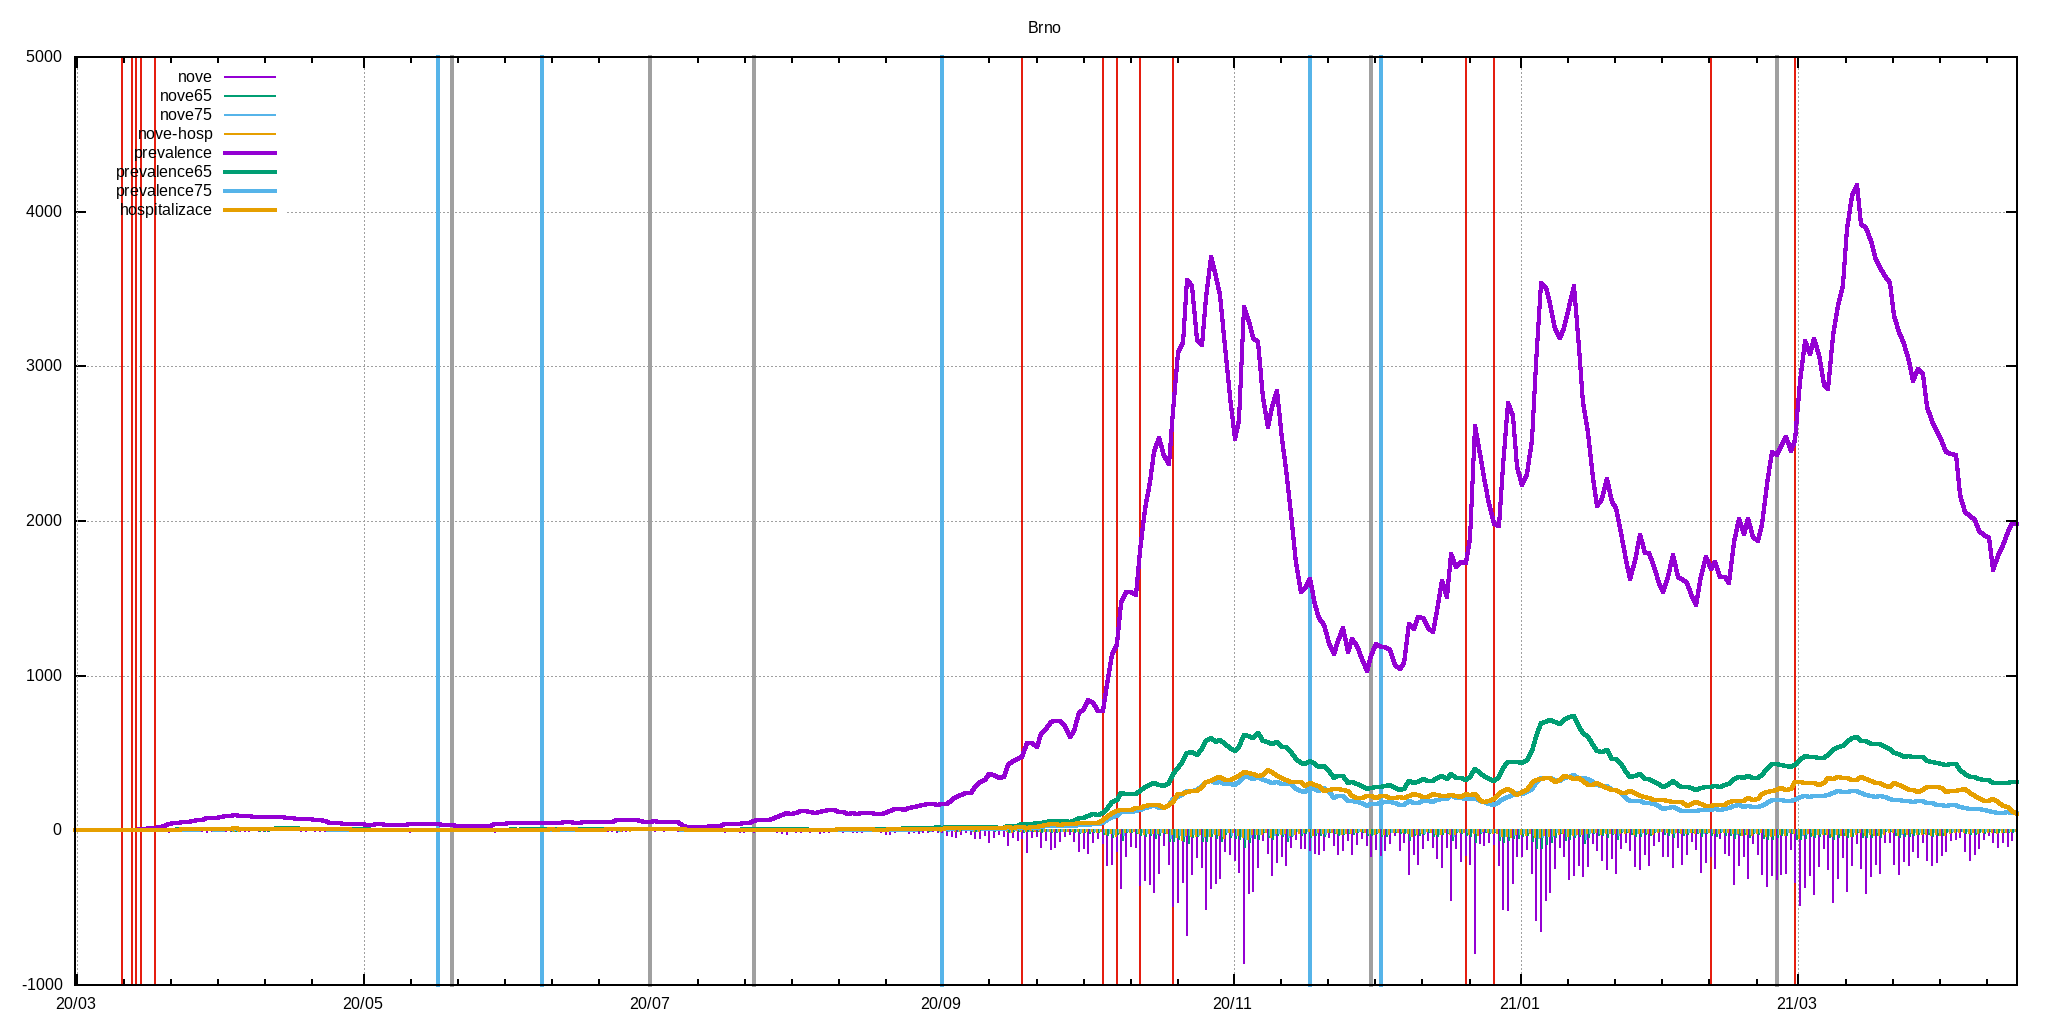 Brno
5000
nove
nove65
nove75
nove-hosp
prevalence
prevalence65
prevalence75
hospitalizace
4000
3000
2000
1000
0
-1000
20/03 20/05 20/07 20/09 20/11 21/01 21/03